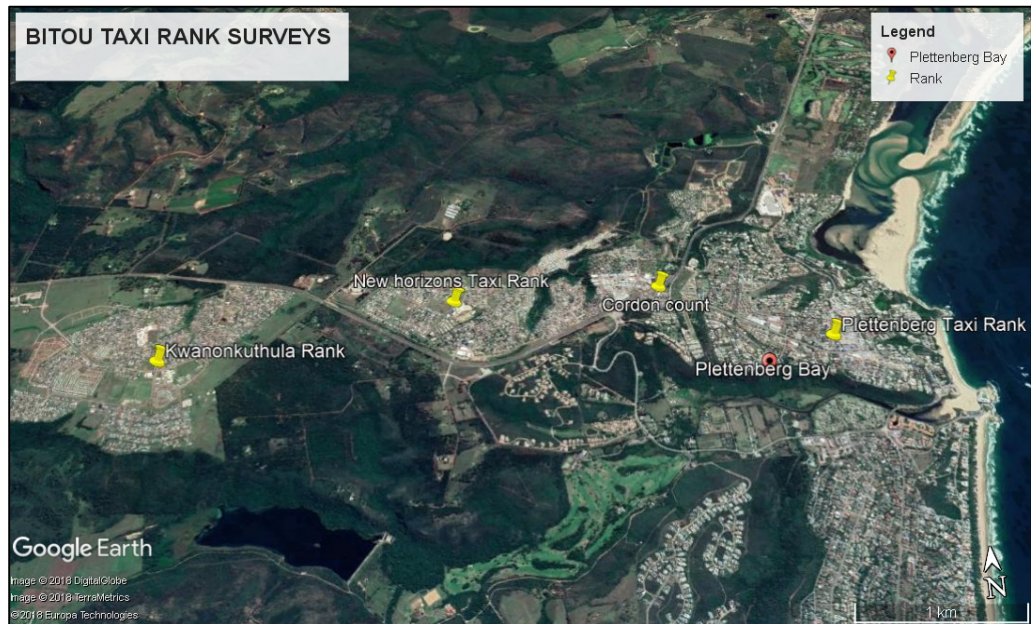 BITOU TAXI RANK SURVEYS
Legend
Plettenberg Bay
Rank
New horizons Taxi Rank
Cordon count
Plettenberg Taxi Rank
Kwanonkuthula Rank
Plettenberg Bay
Google Earth
Image © 2018 DigitalGlobe
Image © 2018 TerraMetrics
© 2018 Europa Technologies
N
1 km